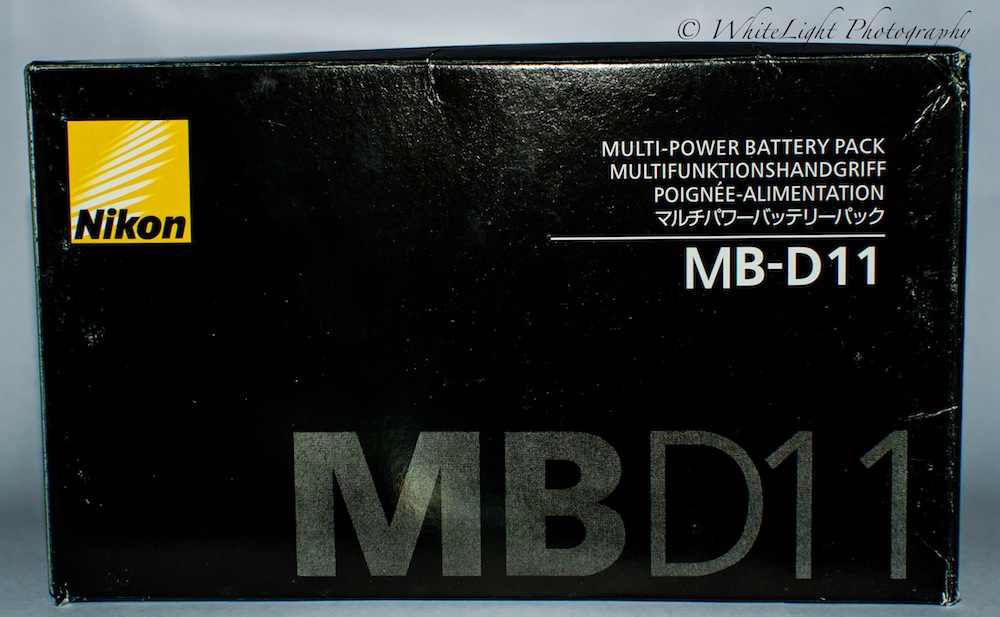 © WhiteLight Photography
Nikon
MULTI-POWER BATTERY PACK
MULTIFUNKTIONSHANDGRIFF
POIGNÉE-ALIMENTATION
マルチパワーバッテリーパック
MB-D11
MBD11